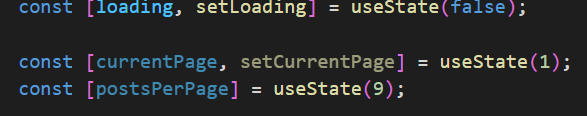 const [loading, setLoading] = useState(false);
const [currentPage, setCurrentPage] = useState(1);
const [postsPerPage] = useState(9);